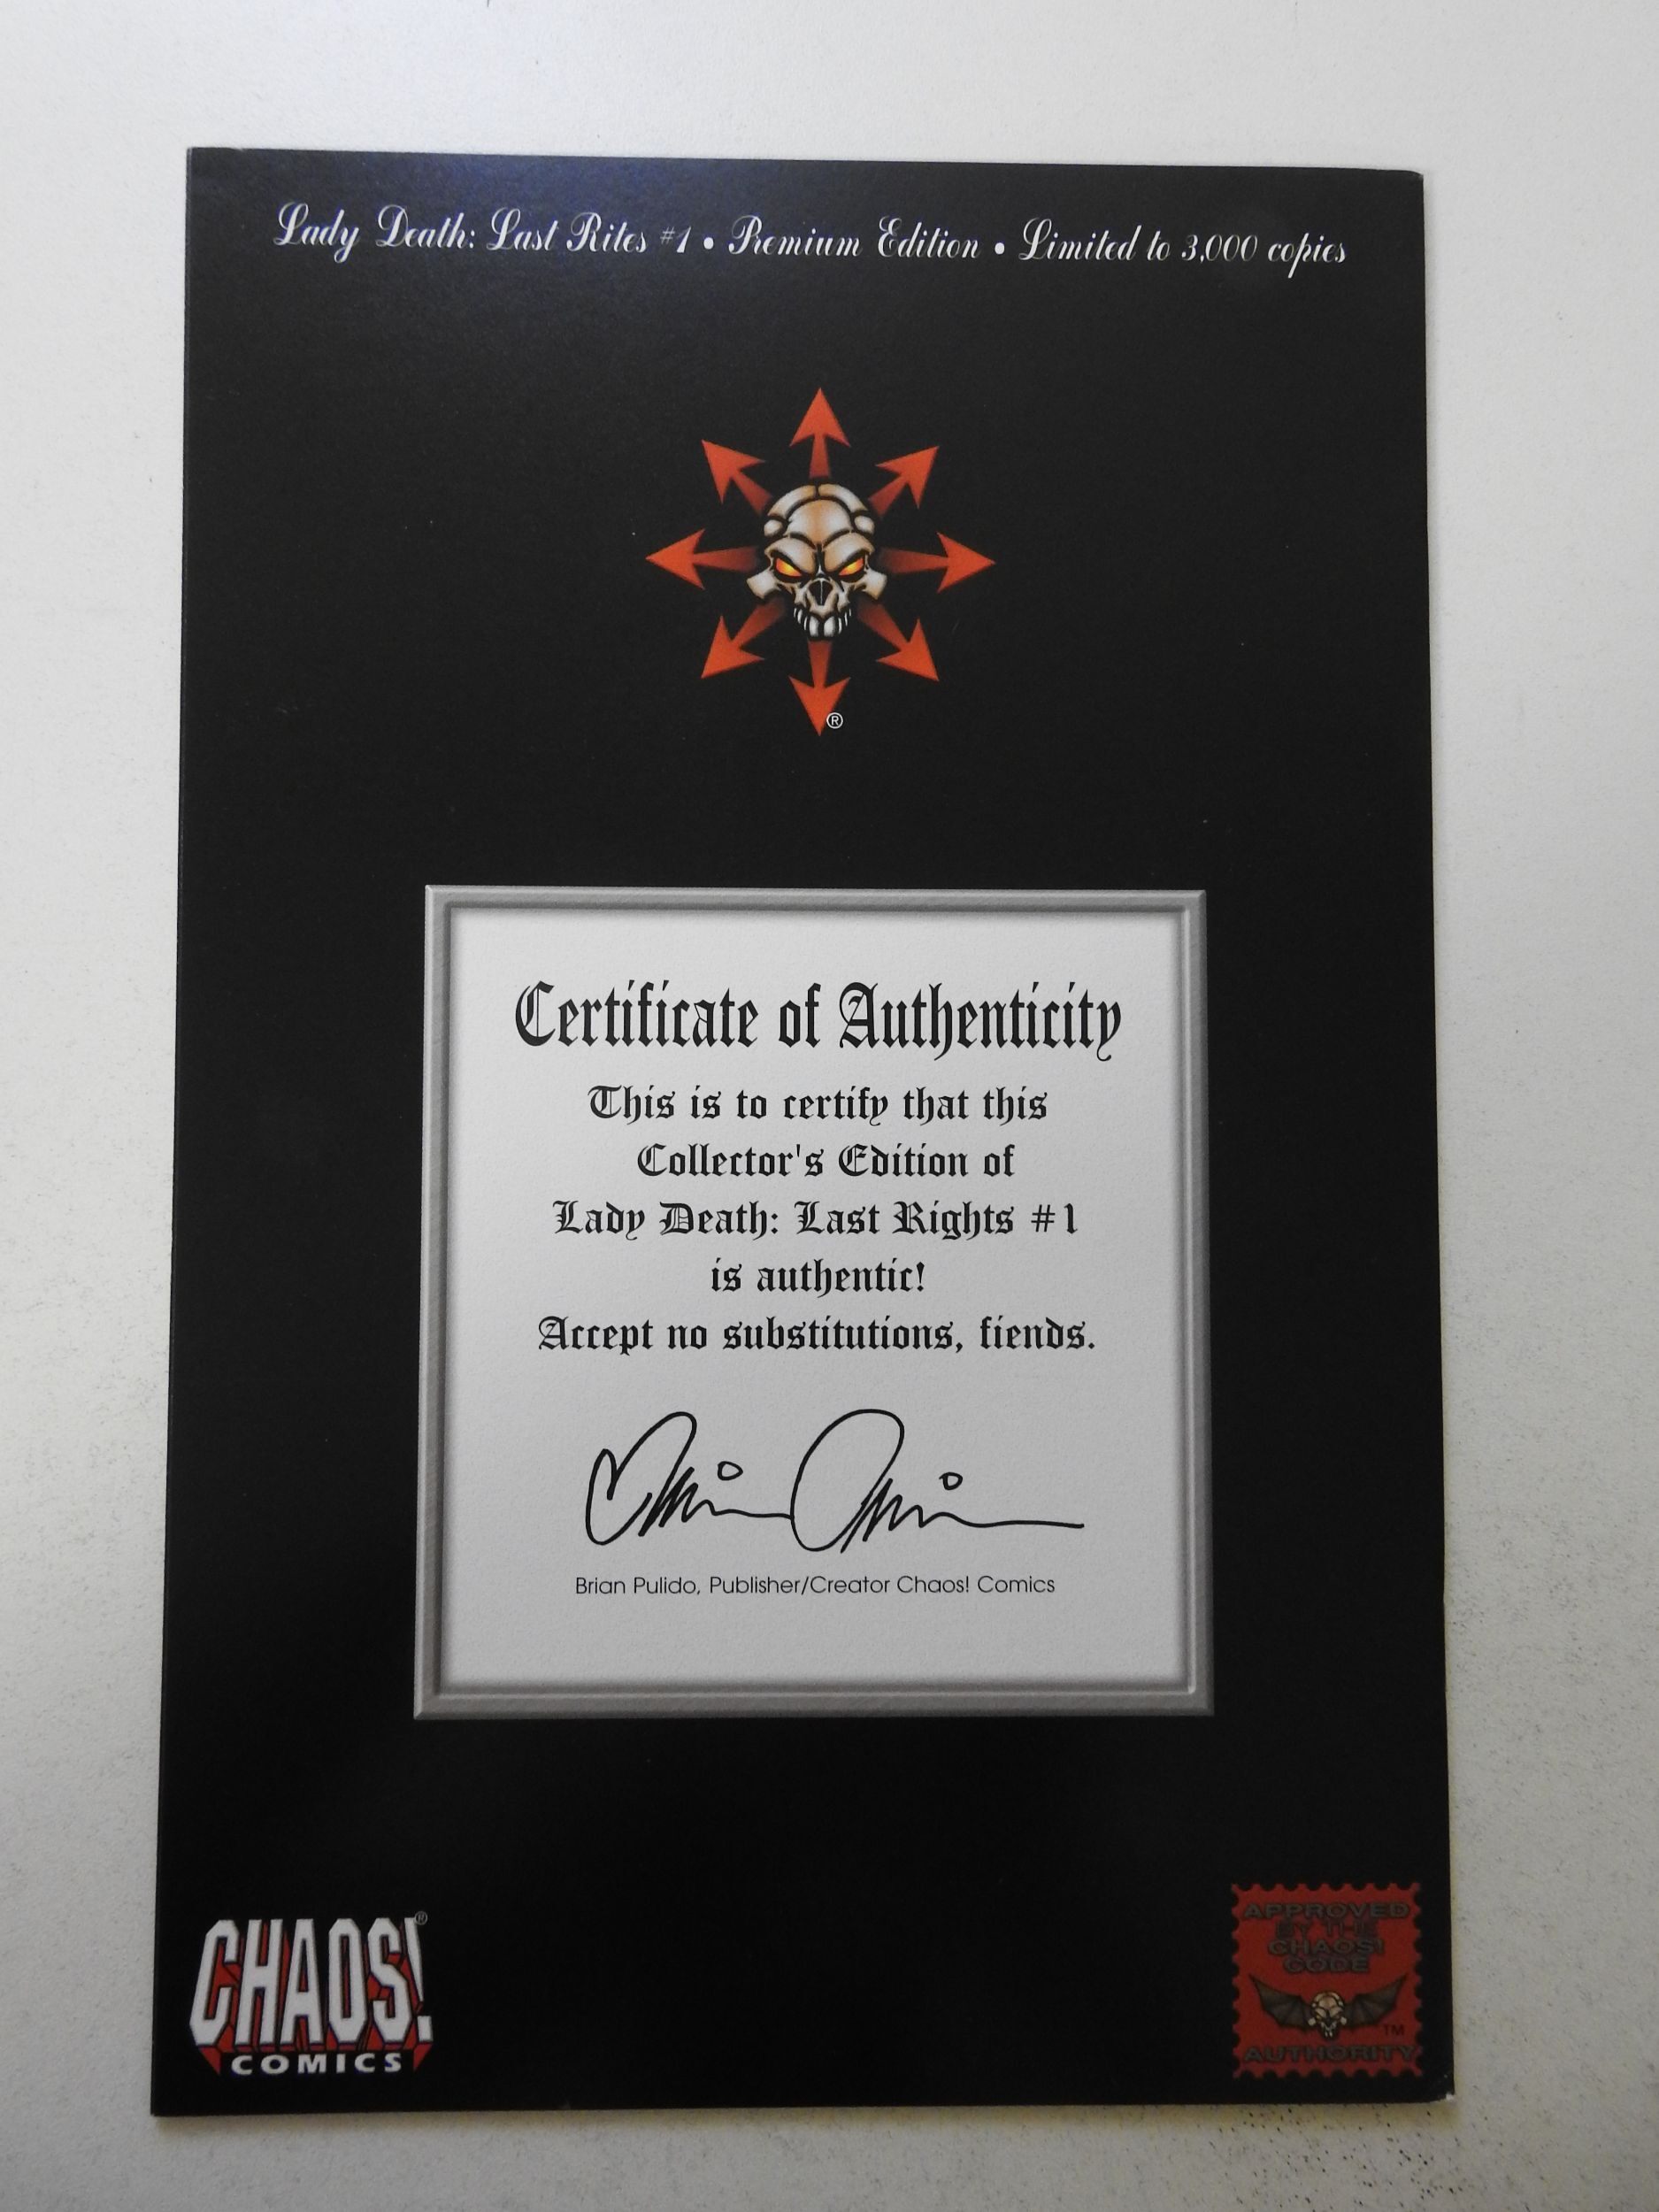 Lady Death: Last Rites #1 • Premium Edition • Limited to 3,000 copies
®
Certificate of Authenticity
This is to certify that this
Collector's Edition of
Lady Death: Last Rights #1
is authentic!
Accept no substitutions, fiends.
Brian Pulido, Publisher/Creator Chaos! Comics
CHAOS!®
COMICS
APPROVED
BY THE
CHAOS!
CODE
TM
AUTHORITY